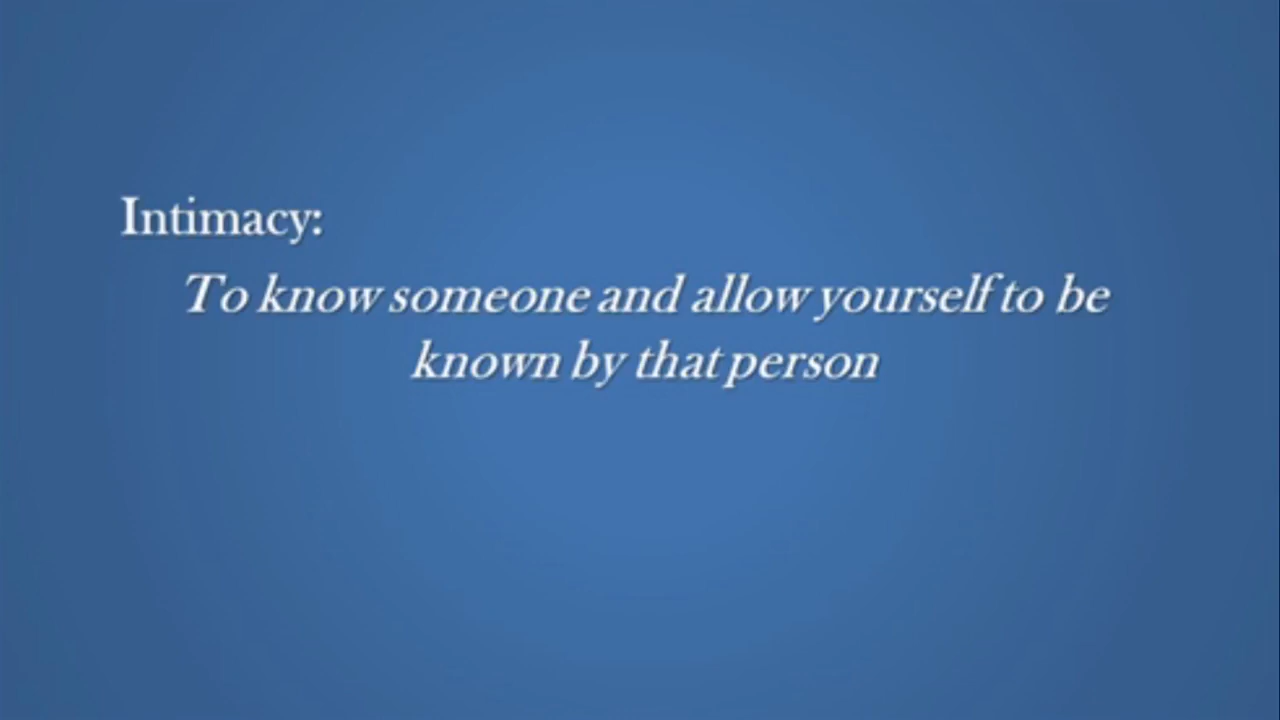 Intimacy:
To know someone and allow yourself to be
known by that person